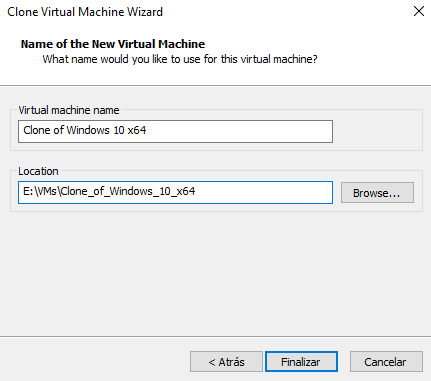 Clone Virtual Machine Wizard
Name of the New Virtual Machine
What name would you like to use for this virtual machine?
Virtual machine name
Clone of Windows 10 x64
Location
E:\VMs\Clone_of_Windows_10_x64
Browse...
< Atrás
Finalizar
Cancelar